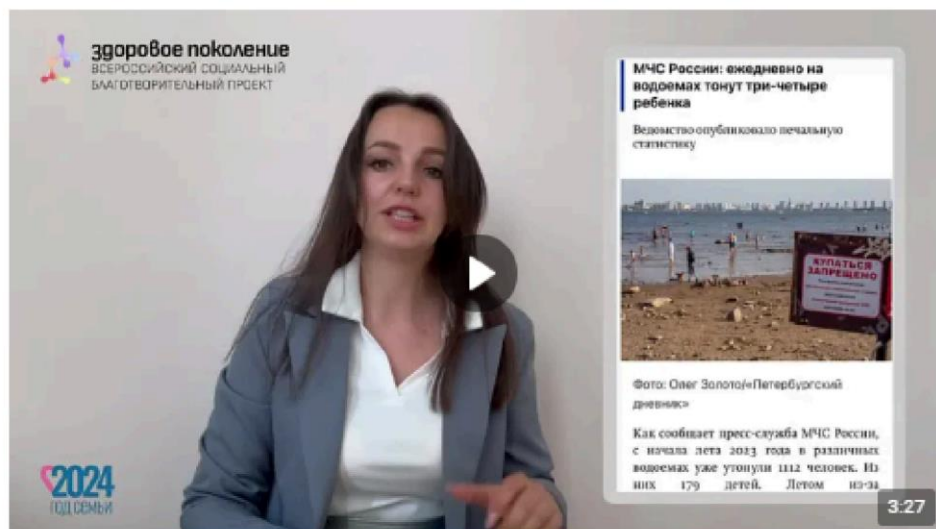 здоровое поколение
ВСЕРОССИЙСКИЙ СОЦИАЛЬНЫЙ
БЛАГОТВОРИТЕЛЬНЫЙ ПРОЕКТ
МЧС России: ежедневно на
водоемах тонут три-четыре
ребенка
Ведомство опубликовало печальную
статистику
КУПАТЬСЯ
ЗАПРЕЩЕНО
Фото: Олег Золото/«Петербургский
дневник»
Как сообщает пресс-служба МЧС России,
с начала лета 2023 года в различных
водоемах уже утонули 1112 человек. Из
них 179 детей. Летом из-за
2024
ГОД СЕМЬИ
3:27